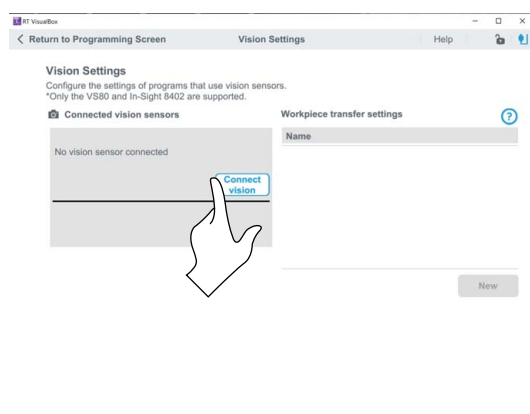 RT VisualBox
Return to Programming Screen
Vision Settings
Help
Vision Settings
Configure the settings of programs that use vision sensors.
*Only the VS80 and In-Sight 8402 are supported.
Connected vision sensors
Workpiece transfer settings
?
Name
No vision sensor connected
Connect
vision
New